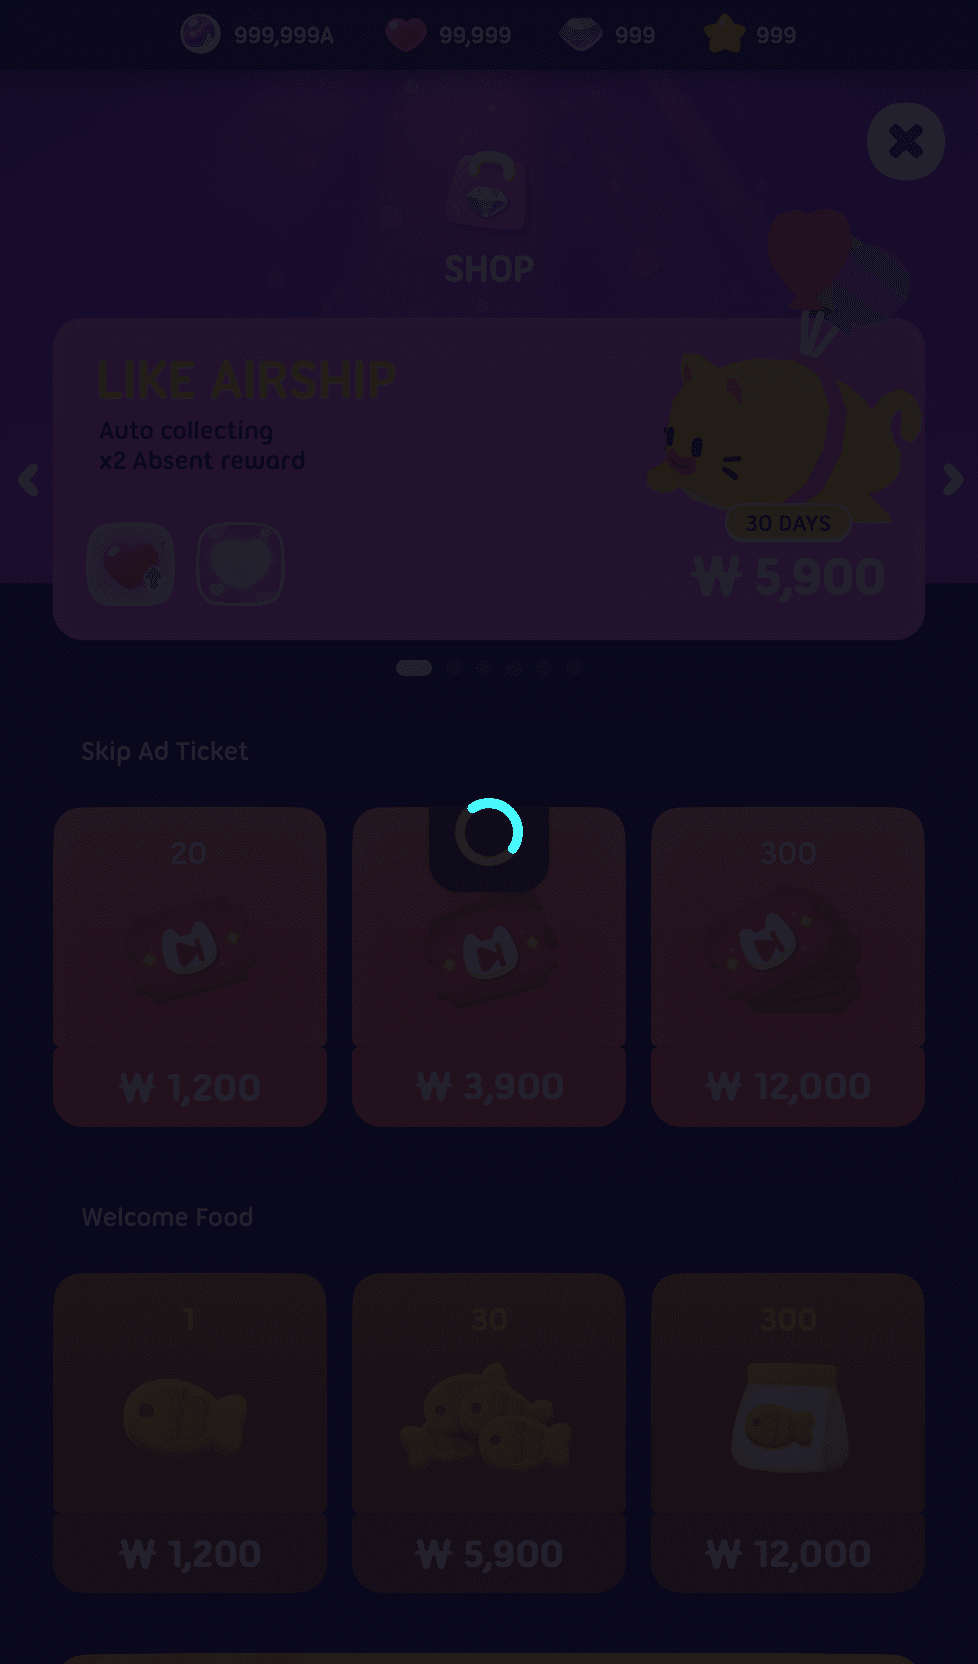 999,999A 99,999 999 999
SHOP
LIKE AIRSHIP
Auto collecting
x2 Absent reward
30 DAYS
₩ 5,900
Skip Ad Ticket
20 300
₩ 1,200 ₩ 3,900 ₩ 12,000
Welcome Food
1 30 300
₩ 1,200 ₩ 5,900 ₩ 12,000